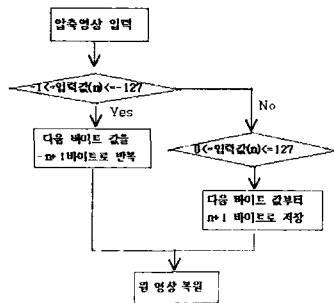 압축영상 입력
-1<=입력값(n)<=-127
Yes
No
다음 바이트 값을
-n+1바이트로 반복
0<=입력값(n)<=127
다음 바이트 값부터
n+1 바이트로 저장
원 영상 복원